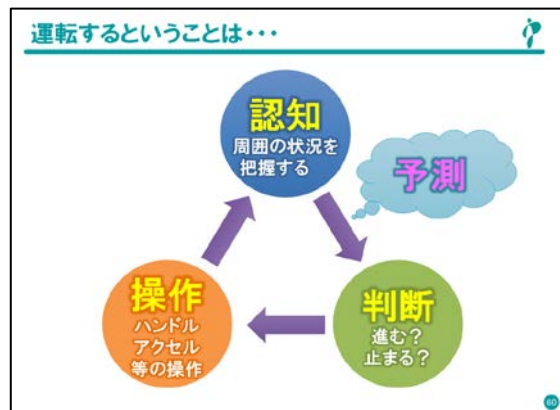 運転するということは・・・
認知
周囲の状況を
把握する
予測
操作
ハンドル
アクセル
等の操作
判断
進む？
止まる？
60